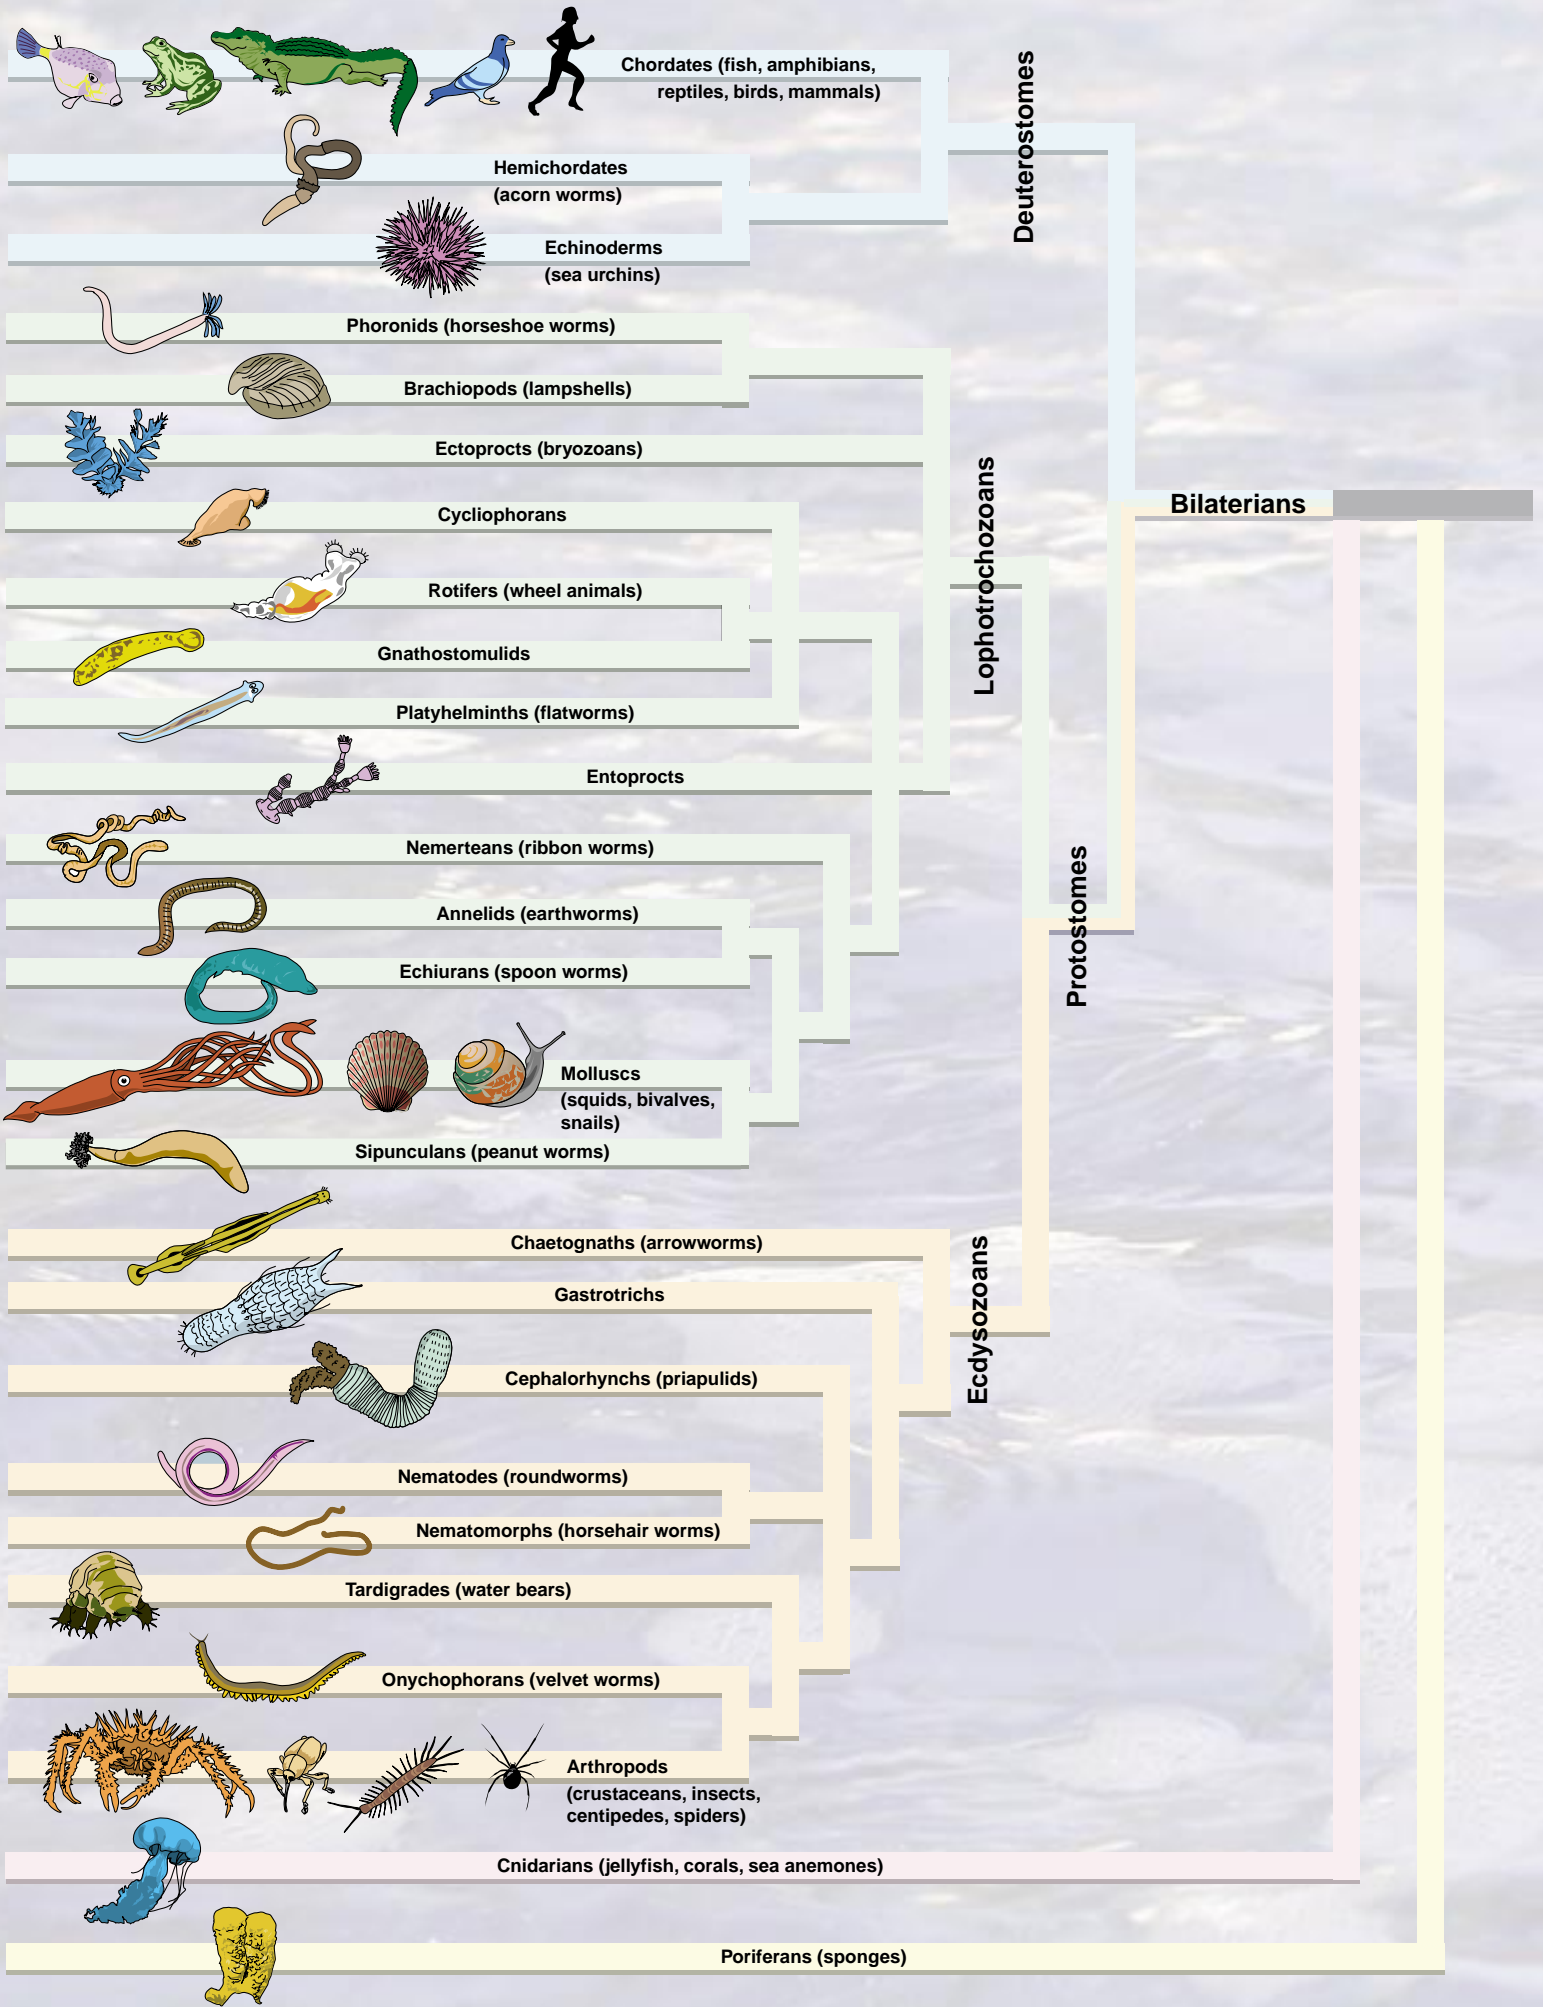 Chordates (fish, amphibians,
reptiles, birds, mammals)
Deuterostomes
Hemichordates
(acorn worms)
Echinoderms
(sea urchins)
Phoronids (horseshoe worms)
Brachiopods (lampshells)
Ectoprocts (bryozoans)
Lophotrochozoans
Bilaterians
Cycliophorans
Rotifers (wheel animals)
Gnathostomulids
Platyhelminths (flatworms)
Entoprocts
Nemerteans (ribbon worms)
Protostomes
Annelids (earthworms)
Echiurans (spoon worms)
Molluscs
(squids, bivalves,
snails)
Sipunculans (peanut worms)
Chaetognaths (arrowworms)
Ecdysozoans
Gastrotrichs
Cephalorhynchs (priapulids)
Nematodes (roundworms)
Nematomorphs (horsehair worms)
Tardigrades (water bears)
Onychophorans (velvet worms)
Arthropods
(crustaceans, insects,
centipedes, spiders)
Cnidarians (jellyfish, corals, sea anemones)
Poriferans (sponges)